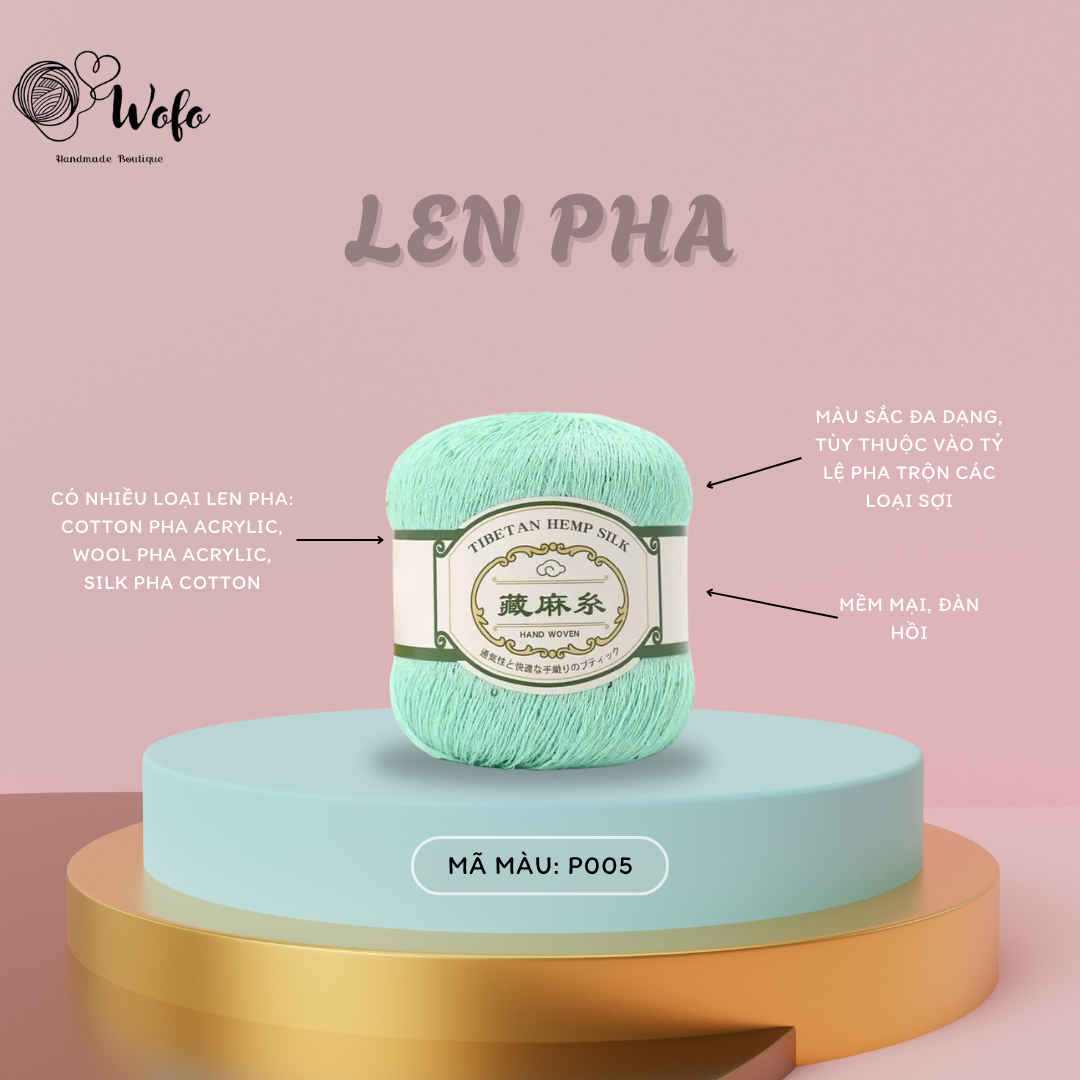 Wofo
Handmade Boutique
LEN PHA
MÀU SẮC ĐA DẠNG,
TÙY THUỘC VÀO TỶ
LỆ PHA TRỘN CÁC
LOẠI SỢI
CÓ NHIỀU LOẠI LEN PHA:
COTTON PHA ACRYLIC,
WOOL PHA ACRYLIC,
SILK PHA COTTON
TIBETAN HEMP SILK
藏麻糸
HAND WOVEN
通気性と快適な手織りのブティック
MỀM MẠI, ĐÀN
HỒI
MÃ MÀU: P005